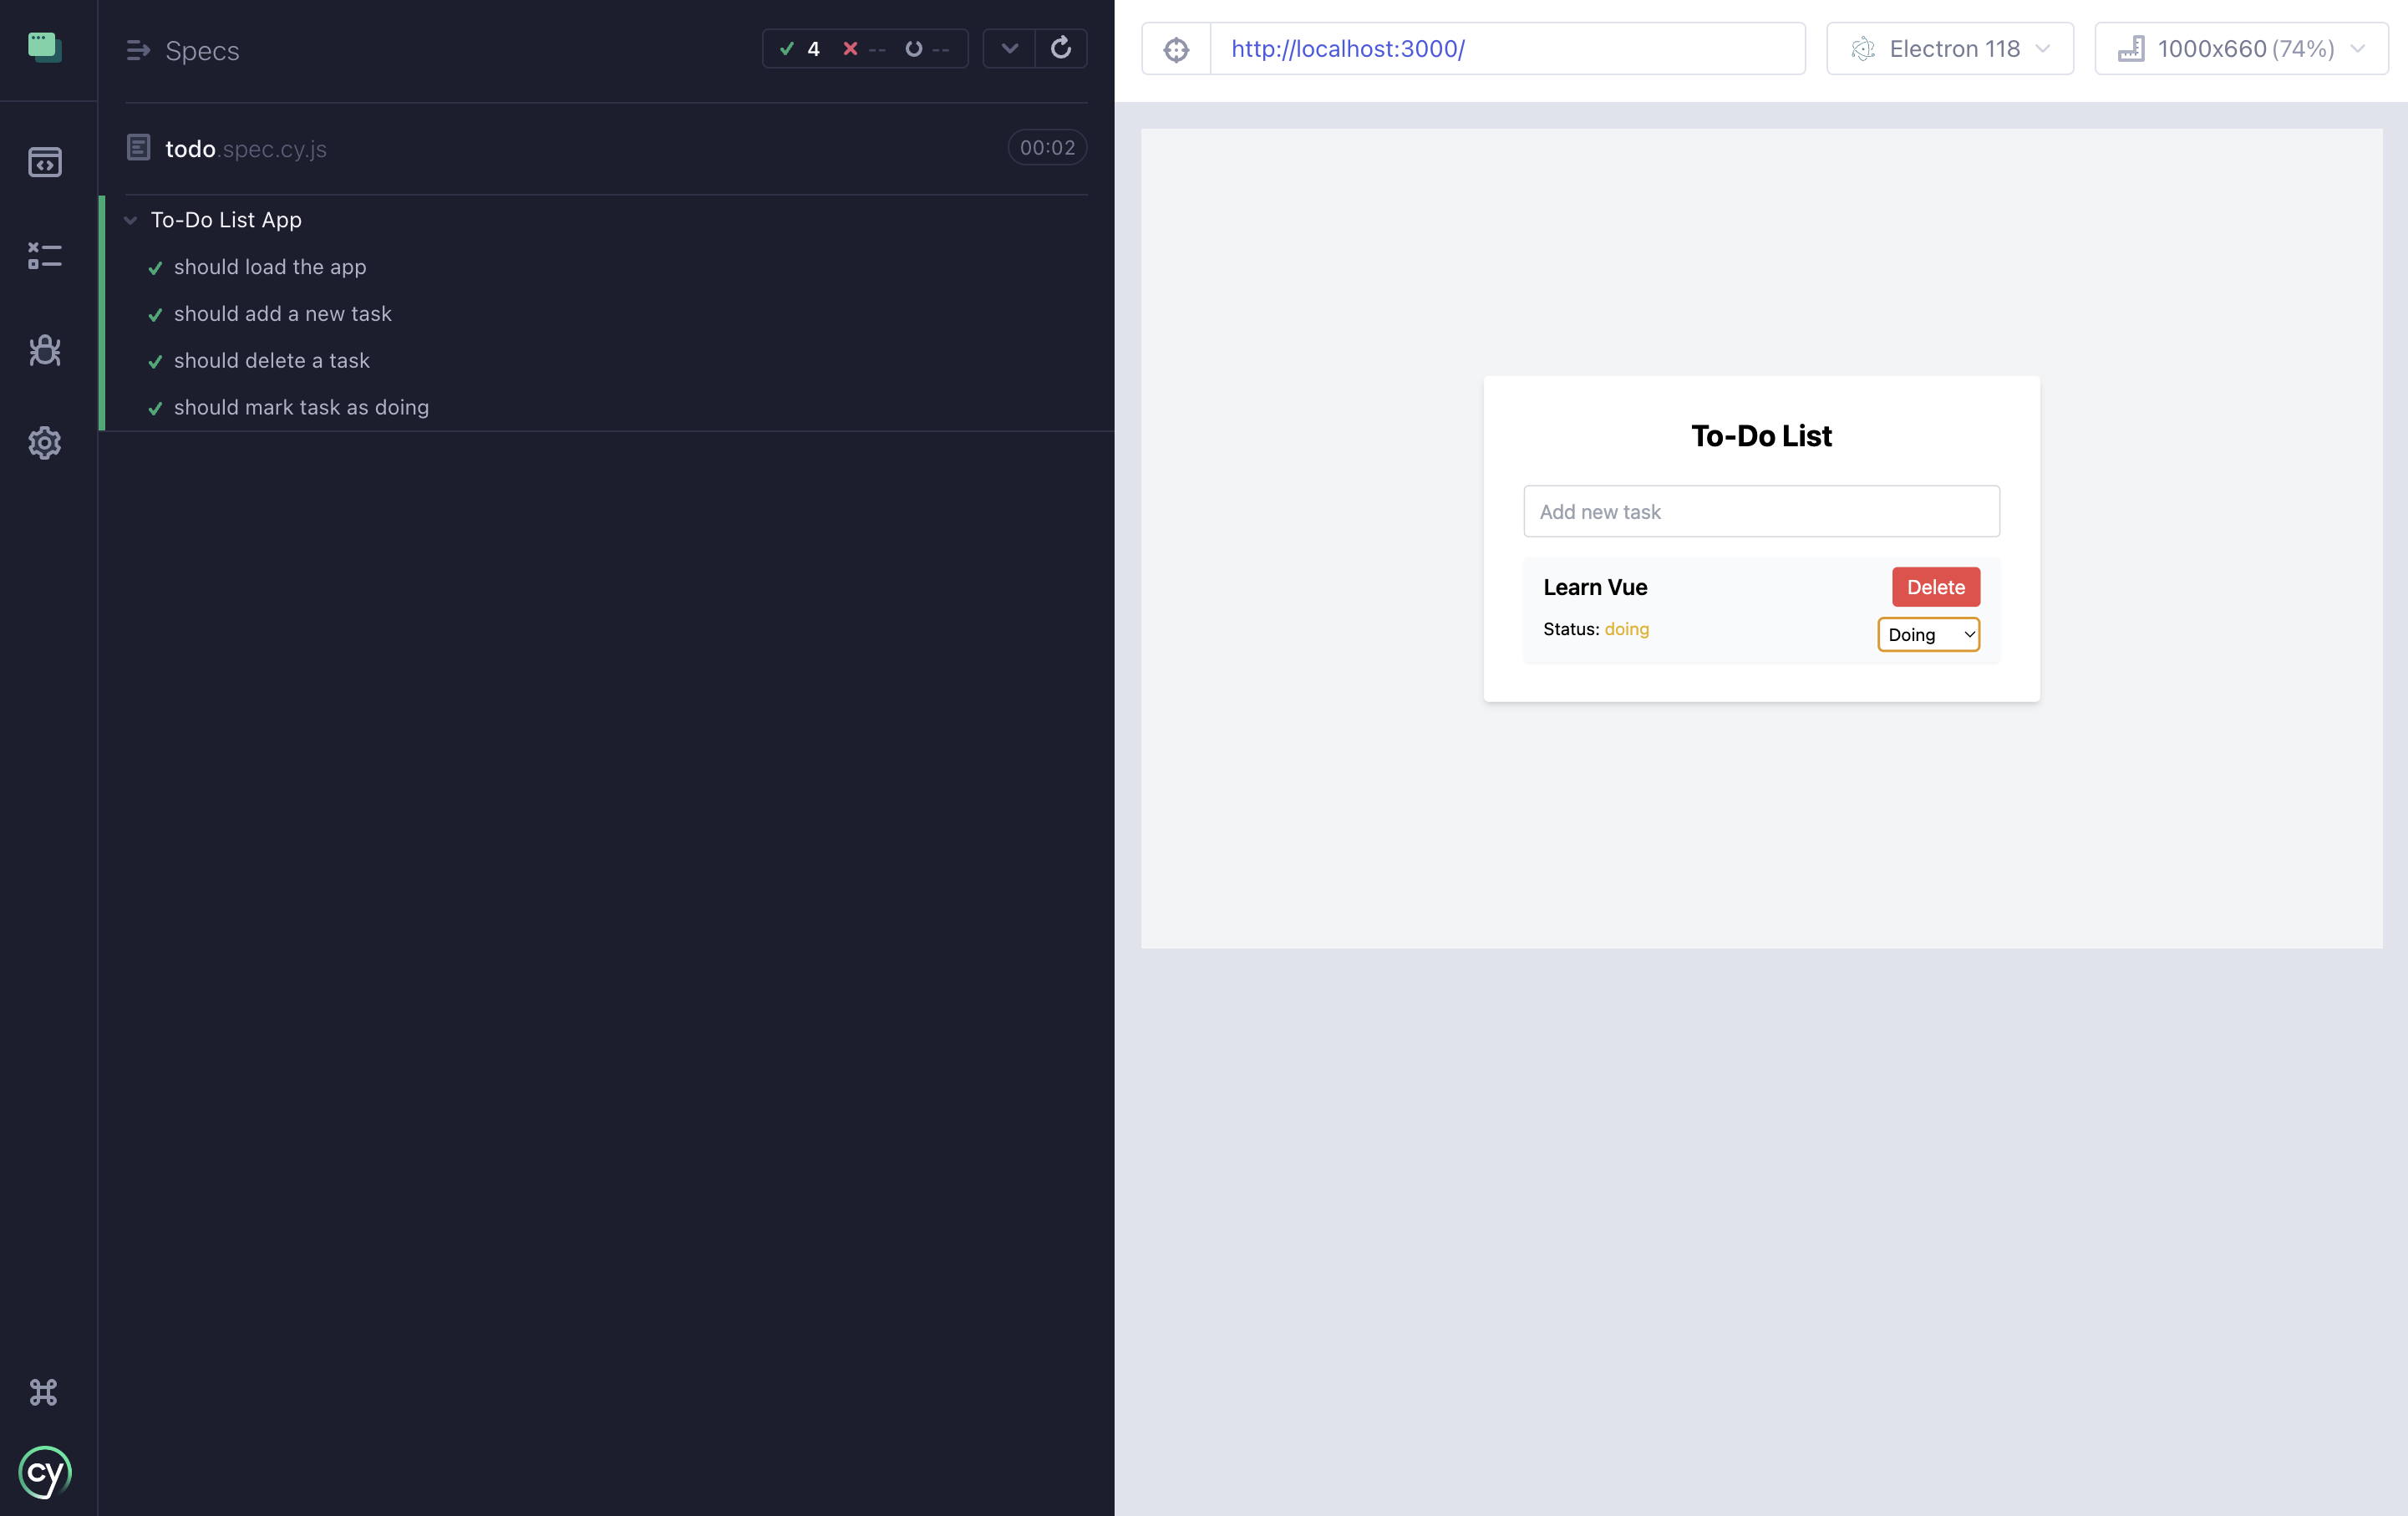 Specs
4 -- --
todo.spec.cy.js
00:02
To-Do List App
should load the app
should add a new task
should delete a task
should mark task as doing
cy
http://localhost:3000/
Electron 118
1000x660 (74%)
To-Do List
Add new task
Learn Vue
Delete
Status: doing
Doing